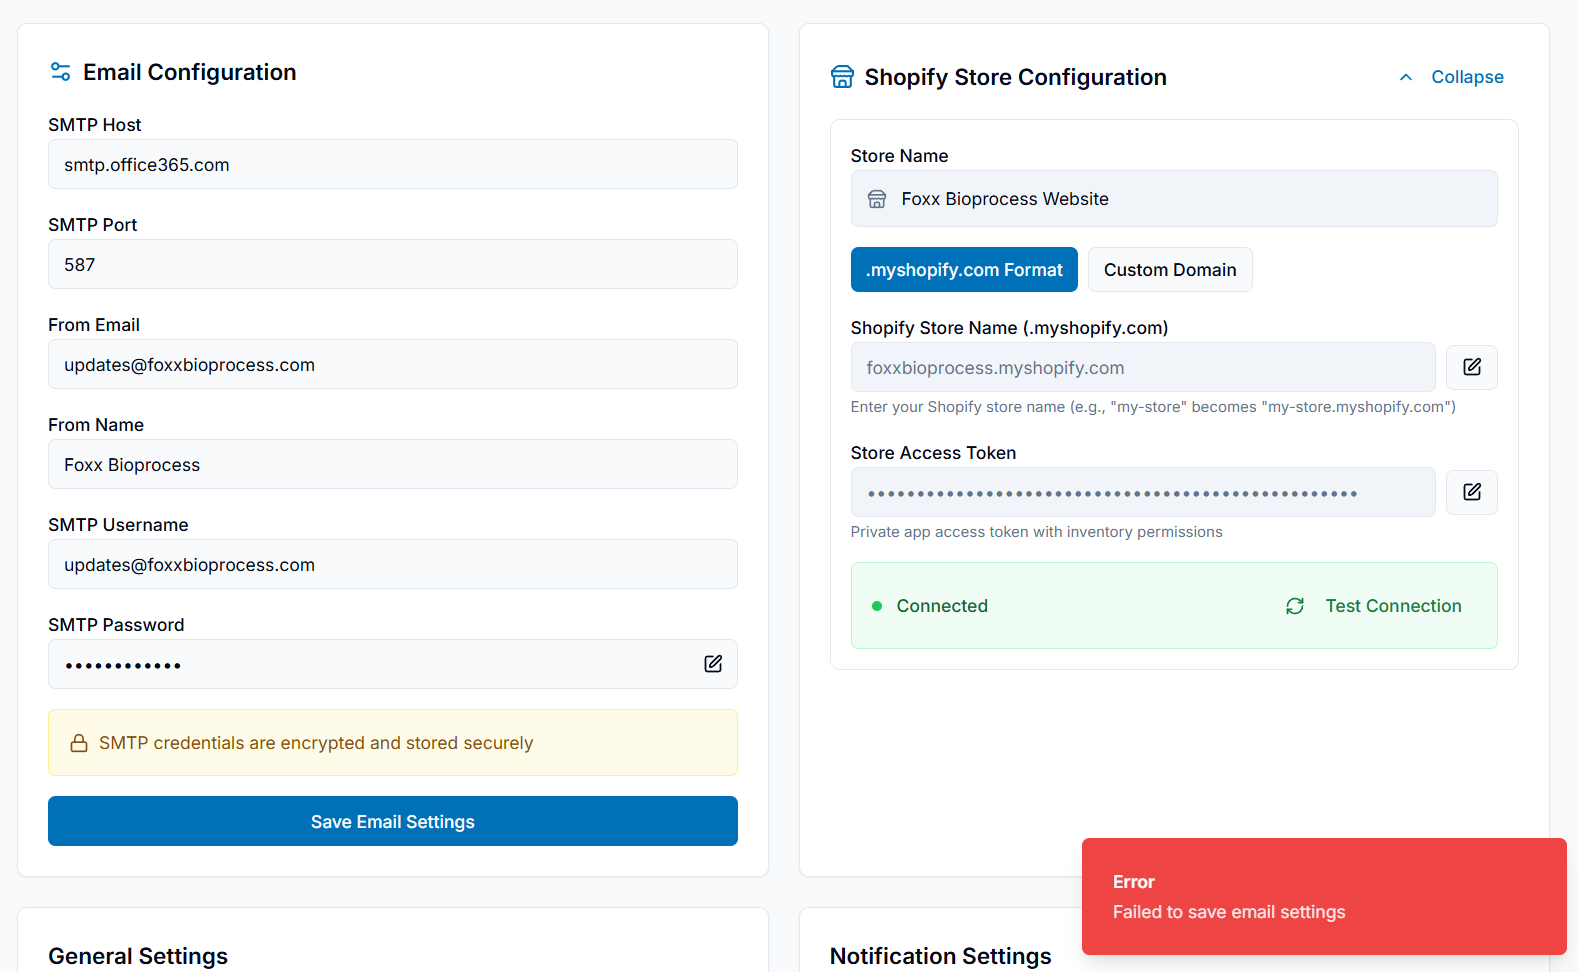 Email Configuration
SMTP Host
smtp.office365.com
SMTP Port
587
From Email
updates@foxxbioprocess.com
From Name
Foxx Bioprocess
SMTP Username
updates@foxxbioprocess.com
SMTP Password
••••••••••••
SMTP credentials are encrypted and stored securely
Save Email Settings
General Settings
Shopify Store Configuration
Collapse
Store Name
Foxx Bioprocess Website
.myshopify.com Format
Custom Domain
Shopify Store Name (.myshopify.com)
foxxbioprocess.myshopify.com
Enter your Shopify store name (e.g., "my-store" becomes "my-store.myshopify.com")
Store Access Token
••••••••••••••••••••••••••••••••••••••••••••••••••
Private app access token with inventory permissions
Connected
Test Connection
Notification Settings
Error
Failed to save email settings